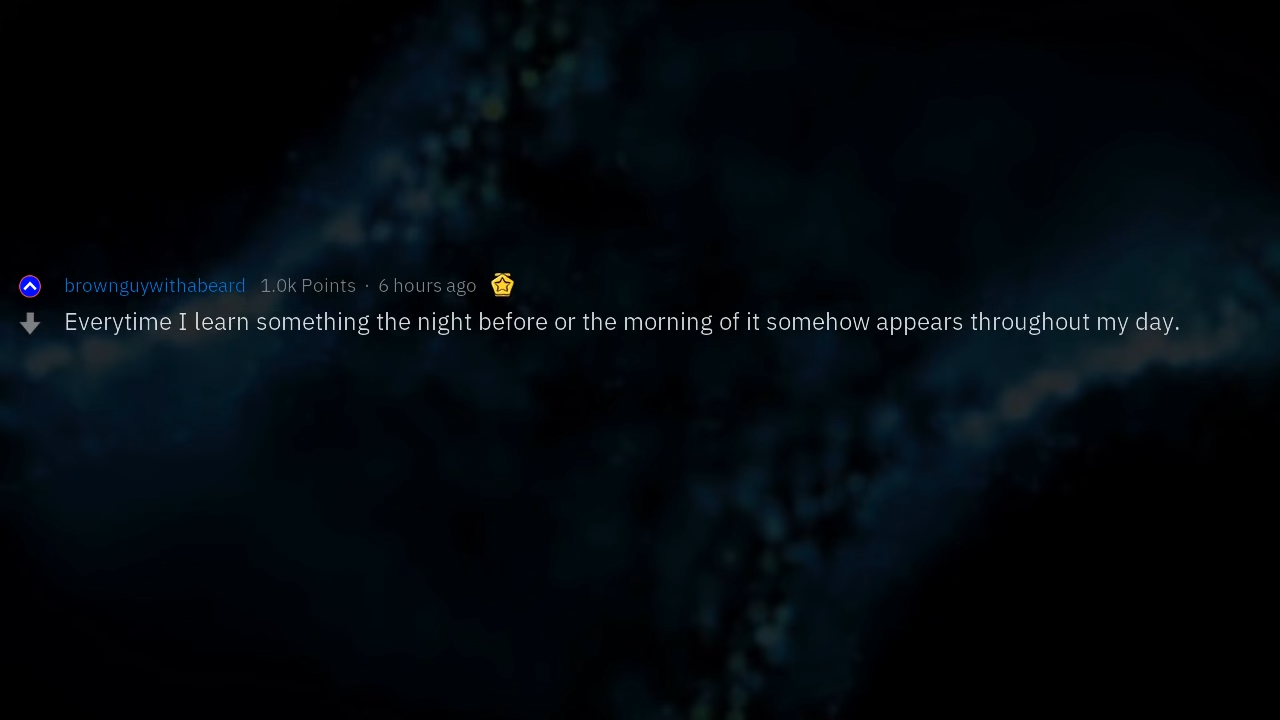 brownguywithabeard 1.0k Points · 6 hours ago
Everytime I learn something the night before or the morning of it somehow appears throughout my day.